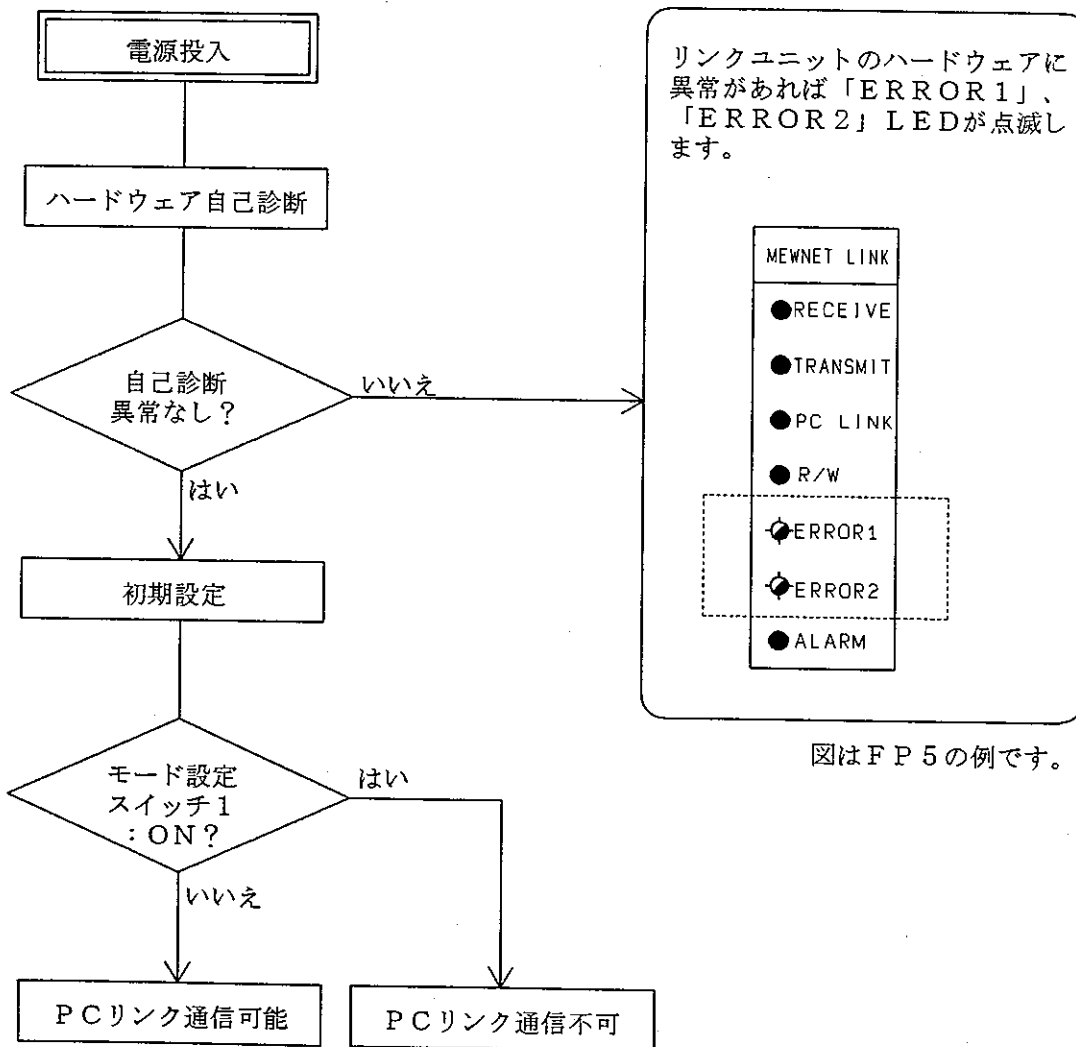 電源投入
ハードウェア自己診断
自己診断
異常なし？
いいえ
はい
初期設定
モード設定
スイッチ１
：ＯＮ？
はい
いいえ
ＰＣリンク通信可能
ＰＣリンク通信不可
リンクユニットのハードウェアに
異常があれば「ＥＲＲＯＲ１」、
「ＥＲＲＯＲ２」ＬＥＤが点滅し
ます。
MEWNET LINK
RECEIVE
TRANSMIT
PC LINK
R/W
ERROR1
ERROR2
ALARM
図はＦＰ５の例です。